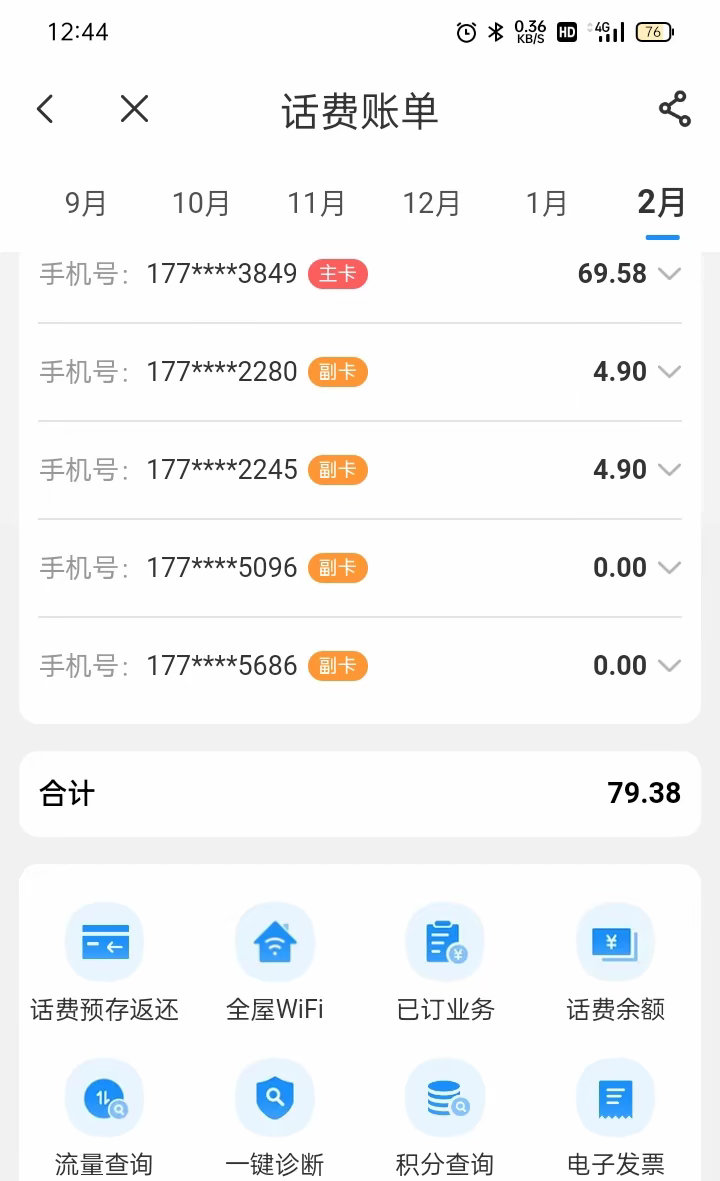 12:44 0.36 KB/S HD 4G 76
话费账单
9月 10月 11月 12月 1月 2月
手机号: 177****3849 主卡 69.58
手机号: 177****2280 副卡 4.90
手机号: 177****2245 副卡 4.90
手机号: 177****5096 副卡 0.00
手机号: 177****5686 副卡 0.00
合计 79.38
话费预存返还 全屋WiFi 已订业务 话费余额
流量查询 一键诊断 积分查询 电子发票